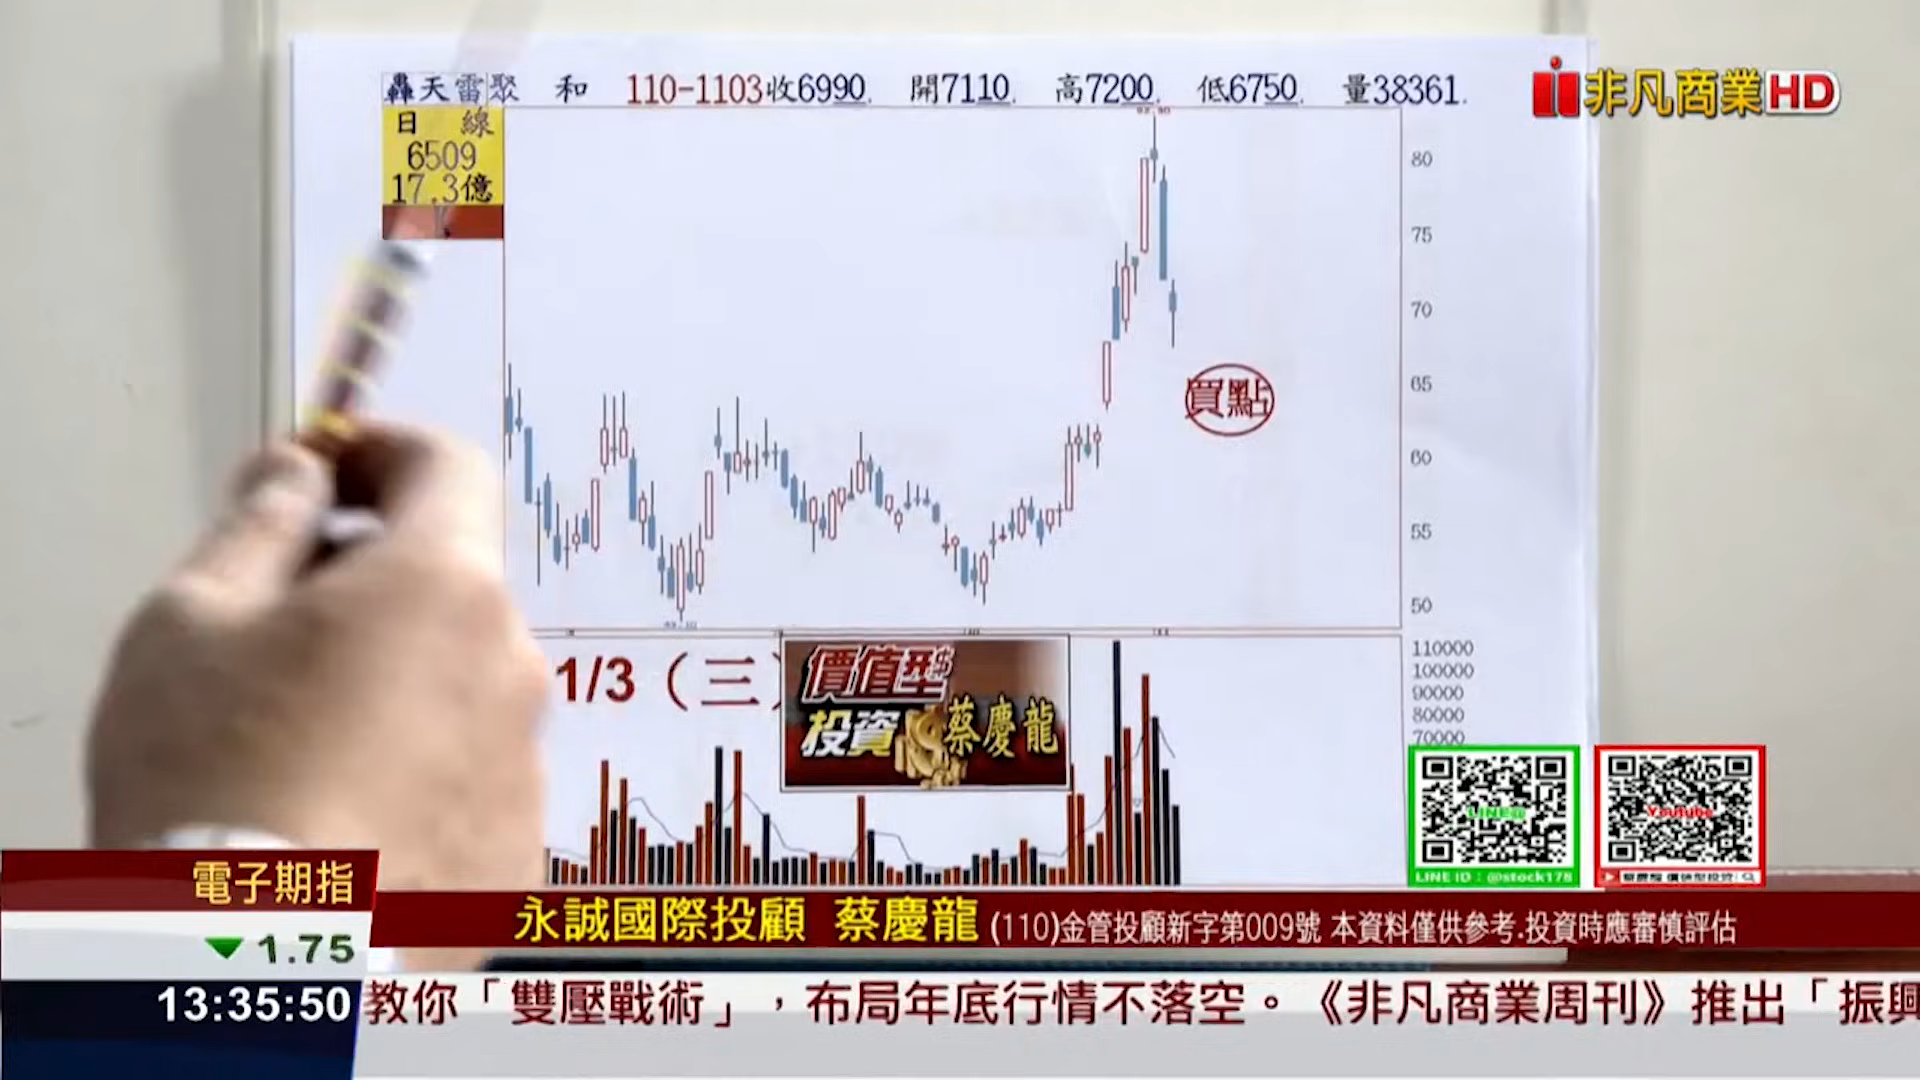 轟天雷聚 和 110-1103收6990. 開7110. 高7200. 低6750. 量38361.
非凡商業HD
日 線
6509
17.3億
80
75
70
65
買點
60
55
50
1/3（三）
價值型
投資 蔡慶龍
110000
100000
90000
80000
70000
LINE@
Youtube
LINE ID：@stock178
電子期指
▼1.75
永誠國際投顧 蔡慶龍 (110)金管投顧新字第009號 本資料僅供參考.投資時應審慎評估
13:35:50
教你「雙壓戰術」，布局年底行情不落空。《非凡商業周刊》推出「振興